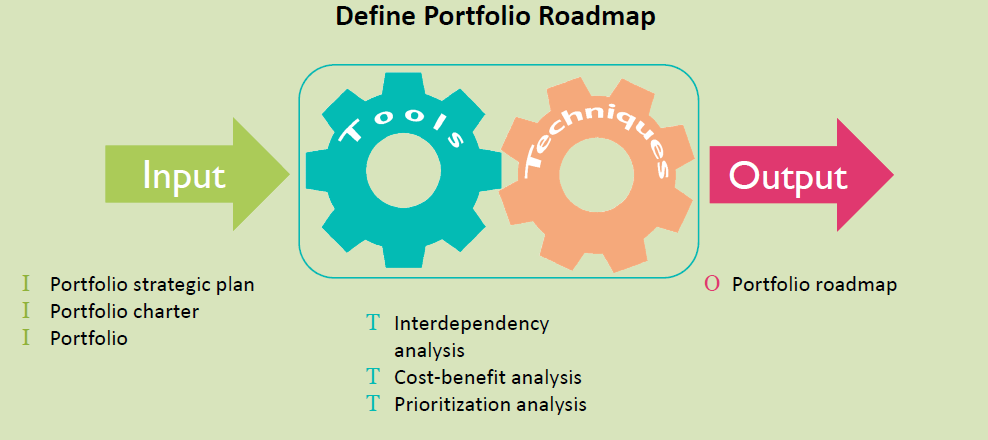 Define Portfolio Roadmap
Input
Tools
Techniques
Output
I Portfolio strategic plan
I Portfolio charter
I Portfolio
T Interdependency
analysis
T Cost-benefit analysis
T Prioritization analysis
O Portfolio roadmap